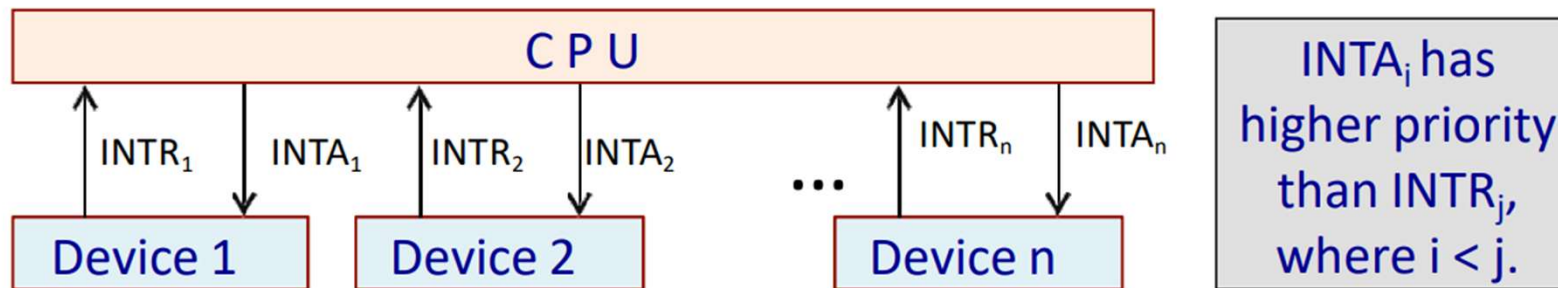 C P U
INTR₁
INTA₁
INTR₂
INTA₂
...
INTRₙ
INTAₙ
Device 1
Device 2
Device n
INTAᵢ has
higher priority
than INTRⱼ,
where i < j.